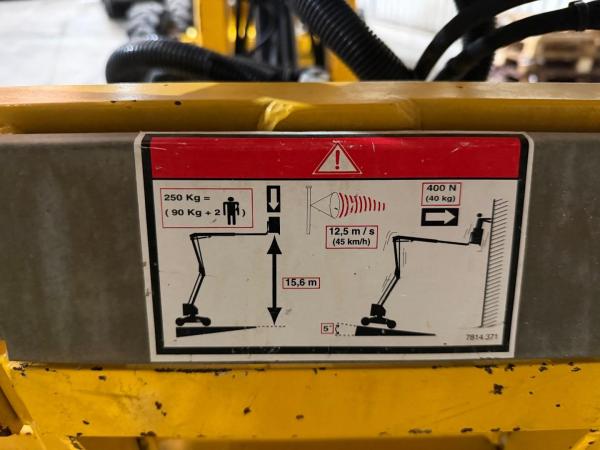 250 Kg =
( 90 Kg + 2 )
15,6 m
12,5 m / s
(45 km/h)
400 N
(40 kg)
5°
7814.371